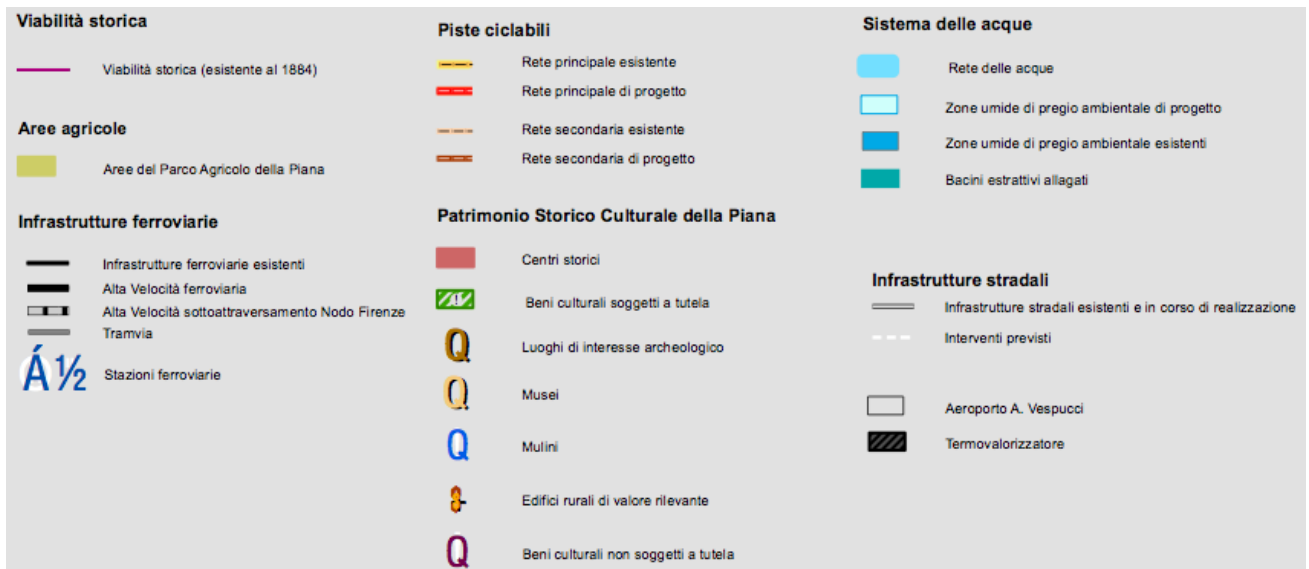 Viabilità storica
Viabilità storica (esistente al 1884)
Aree agricole
Aree del Parco Agricolo della Piana
Infrastrutture ferroviarie
Infrastrutture ferroviarie esistenti
Alta Velocità ferroviaria
Alta Velocità sottoattraversamento Nodo Firenze
Tramvia
Á ½ Stazioni ferroviarie
Piste ciclabili
Rete principale esistente
Rete principale di progetto
Rete secondaria esistente
Rete secondaria di progetto
Patrimonio Storico Culturale della Piana
Centri storici
Beni culturali soggetti a tutela
Q Luoghi di interesse archeologico
Q Musei
Q Mulini
Edifici rurali di valore rilevante
Q Beni culturali non soggetti a tutela
Sistema delle acque
Rete delle acque
Zone umide di pregio ambientale di progetto
Zone umide di pregio ambientale esistenti
Bacini estrattivi allagati
Infrastrutture stradali
Infrastrutture stradali esistenti e in corso di realizzazione
Interventi previsti
Aeroporto A. Vespucci
Termovalorizzatore